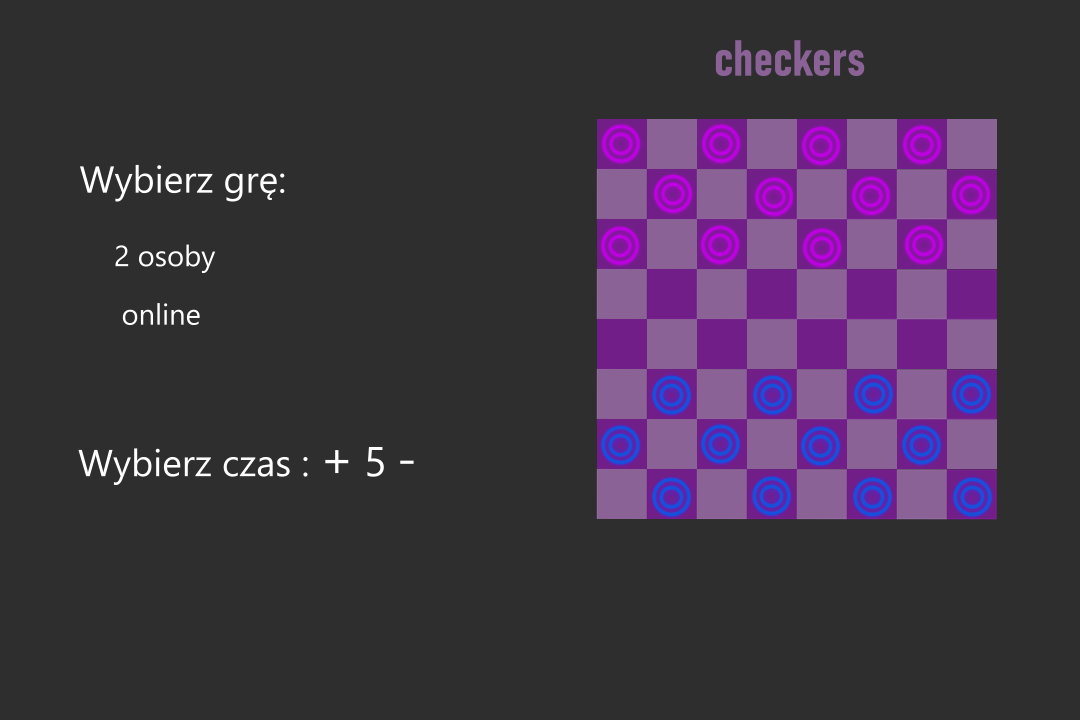 checkers
Wybierz grę:
2 osoby
online
Wybierz czas : + 5 -